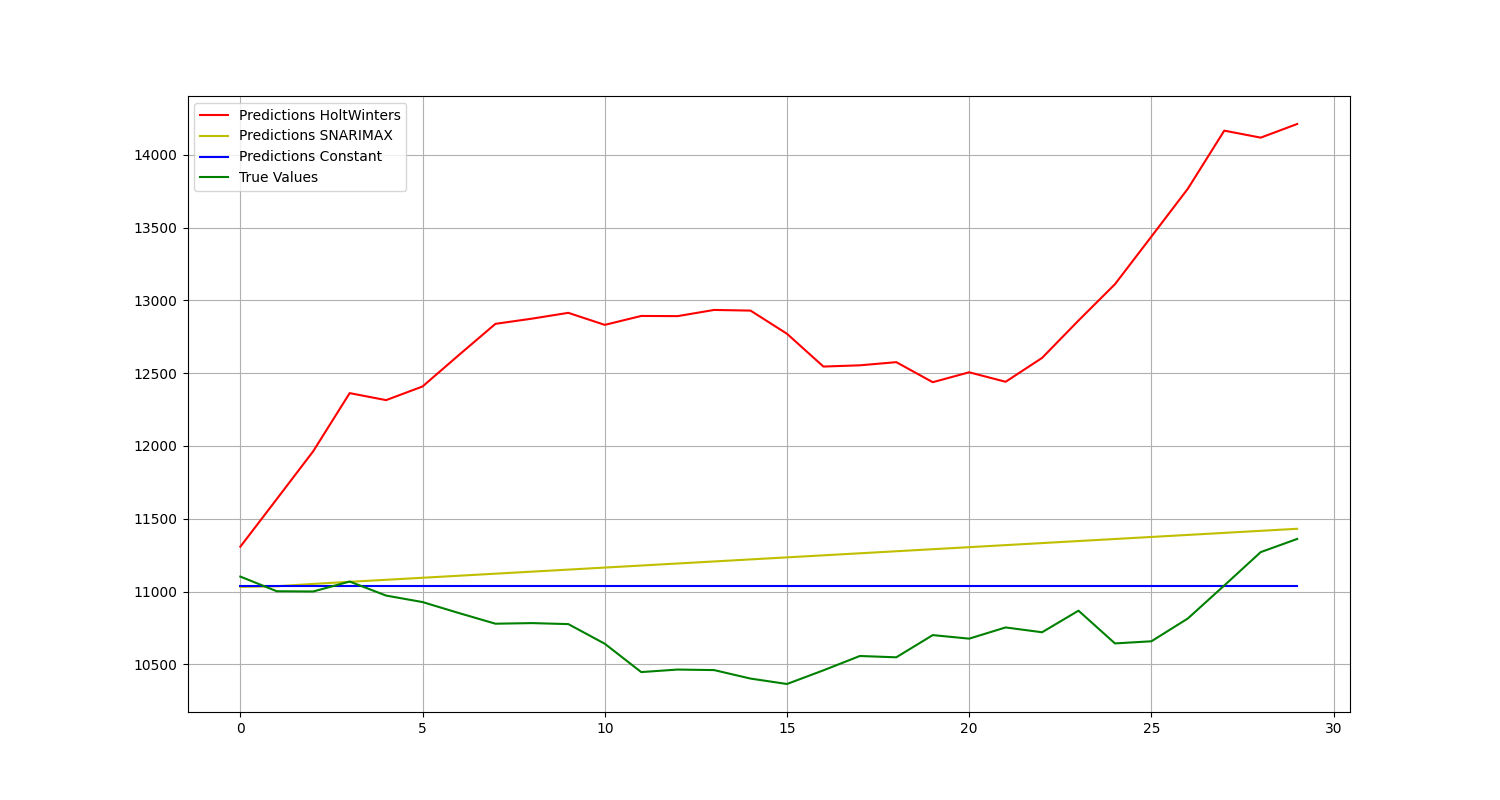 Predictions HoltWinters
Predictions SNARIMAX
Predictions Constant
True Values
14000
13500
13000
12500
12000
11500
11000
10500
0 5 10 15 20 25 30